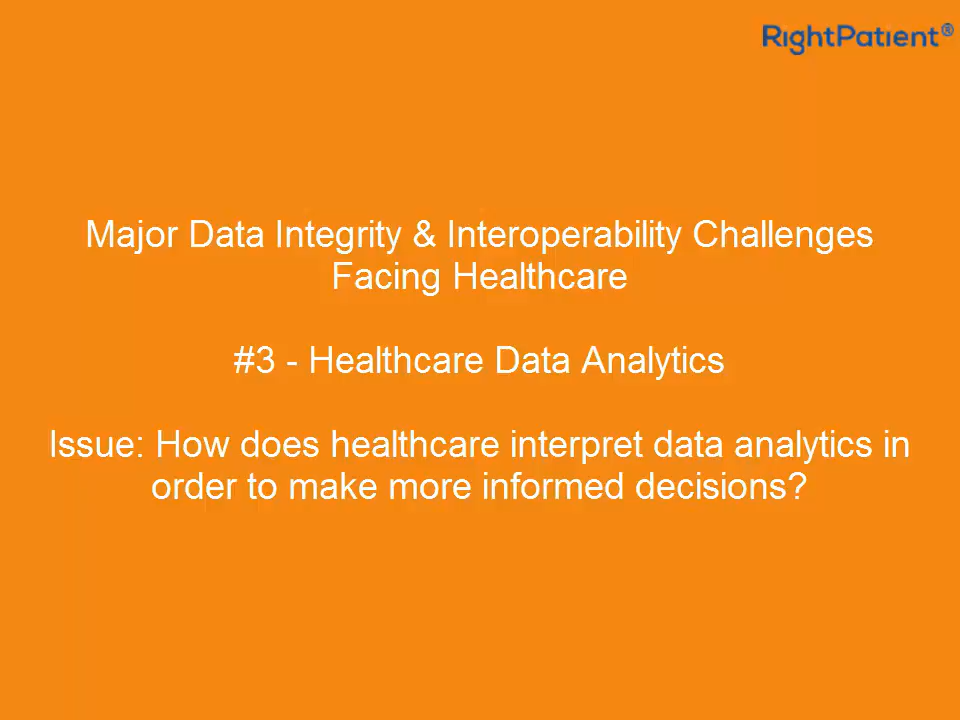 RightPatient®
Major Data Integrity & Interoperability Challenges
Facing Healthcare
#3 - Healthcare Data Analytics
Issue: How does healthcare interpret data analytics in
order to make more informed decisions?